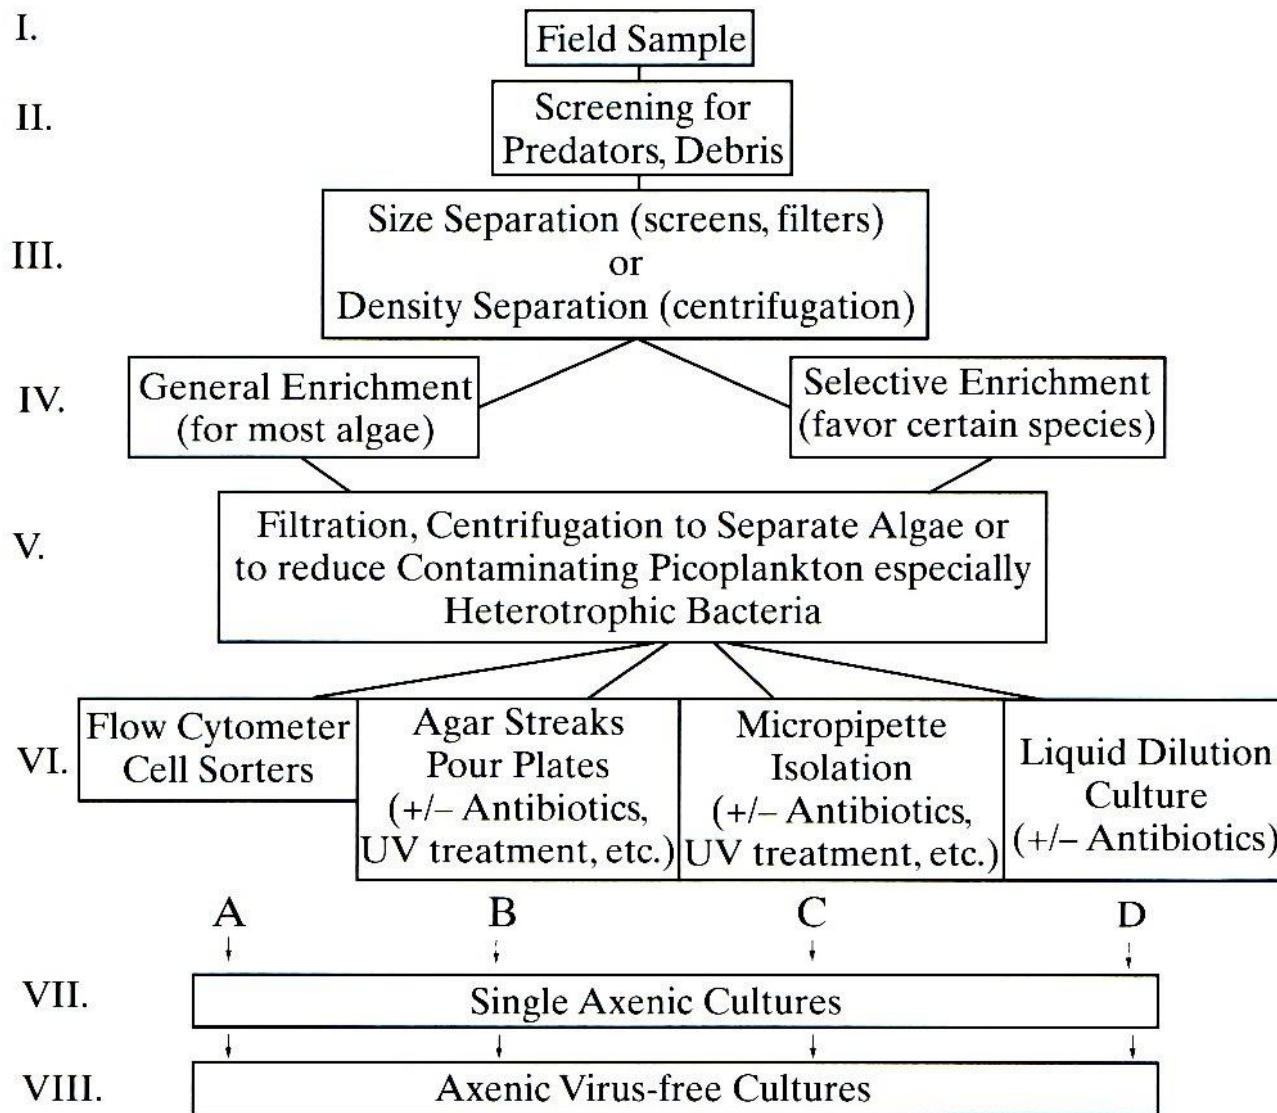 I.
Field Sample
II.
Screening for
Predators, Debris
III.
Size Separation (screens, filters)
or
Density Separation (centrifugation)
IV.
General Enrichment
(for most algae)
Selective Enrichment
(favor certain species)
V.
Filtration, Centrifugation to Separate Algae or
to reduce Contaminating Picoplankton especially
Heterotrophic Bacteria
VI.
Flow Cytometer
Cell Sorters
Agar Streaks
Pour Plates
(+/– Antibiotics,
UV treatment, etc.)
Micropipette
Isolation
(+/– Antibiotics,
UV treatment, etc.)
Liquid Dilution
Culture
(+/– Antibiotics)
A B C D
VII.
Single Axenic Cultures
VIII.
Axenic Virus-free Cultures